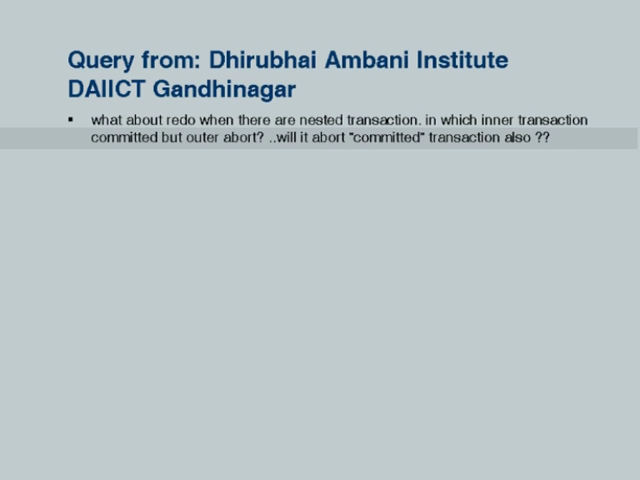 Query from: Dhirubhai Ambani Institute
DAIICT Gandhinagar
▪ what about redo when there are nested transaction. in which inner transaction
committed but outer abort? ..will it abort "committed" transaction also ??